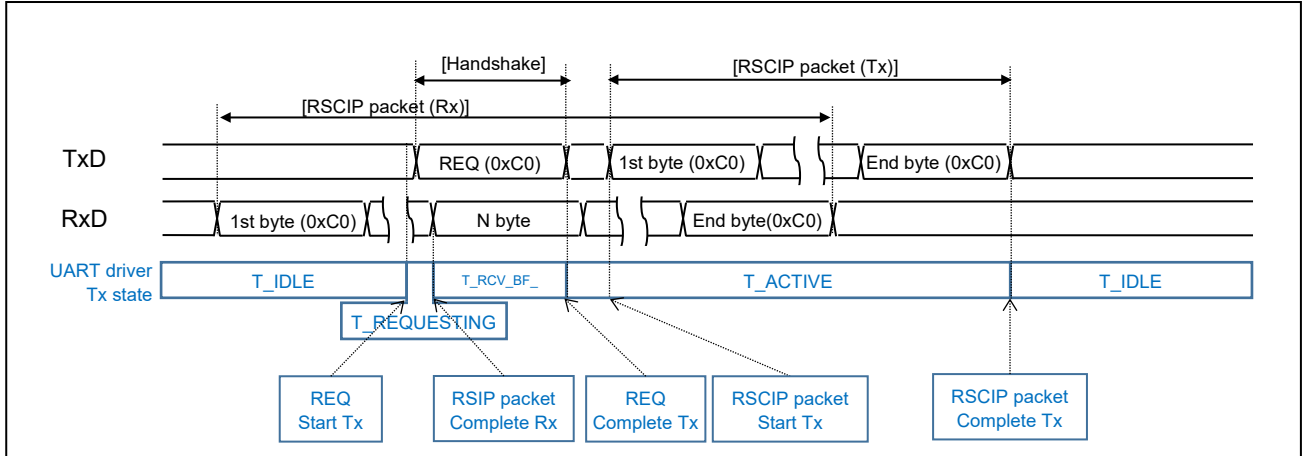 [Handshake]
[RSCIP packet (Tx)]
[RSCIP packet (Rx)]
TxD
REQ (0xC0)
1st byte (0xC0)
End byte (0xC0)
RxD
1st byte (0xC0)
N byte
End byte(0xC0)
UART driver
Tx state
T_IDLE
T_RCV_BF_
T_ACTIVE
T_IDLE
T_REQUESTING
REQ
Start Tx
RSIP packet
Complete Rx
REQ
Complete Tx
RSCIP packet
Start Tx
RSCIP packet
Complete Tx